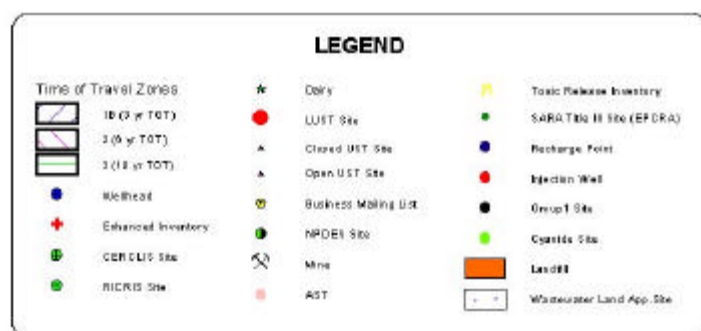 LEGEND
Time of Travel Zones
1B (3 yr TOT)
2 (6 yr TOT)
3 (10 yr TOT)
Wellhead
Enhanced Inventory
CERCLIS Site
RICRIS Site
Dairy
LUST Site
Closed UST Site
Open UST Site
Business Mailing List
NPDES Site
Mine
AST
Toxic Release Inventory
SARA Title III Site (EPCRA)
Recharge Point
Injection Well
Group1 Site
Cyanide Site
Landfill
Wastewater Land App. Site